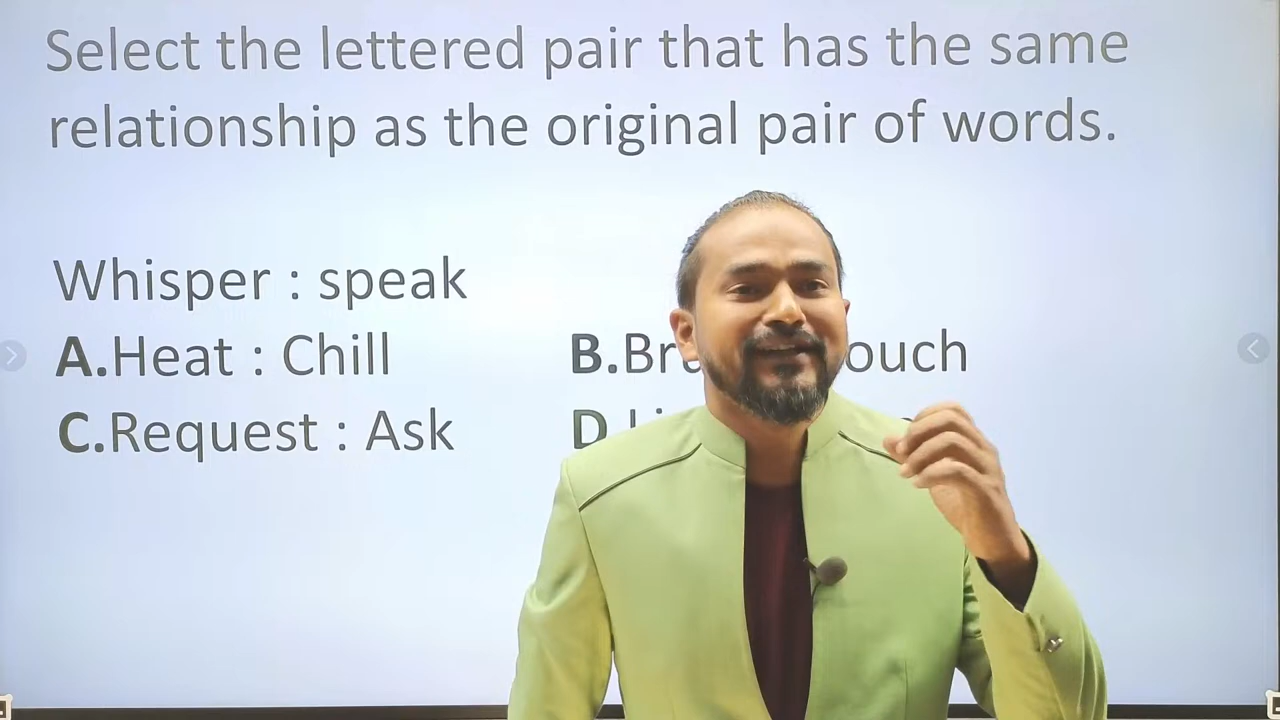 Select the lettered pair that has the same
relationship as the original pair of words.
Whisper : speak
A.Heat : Chill B.
C.Request : Ask D